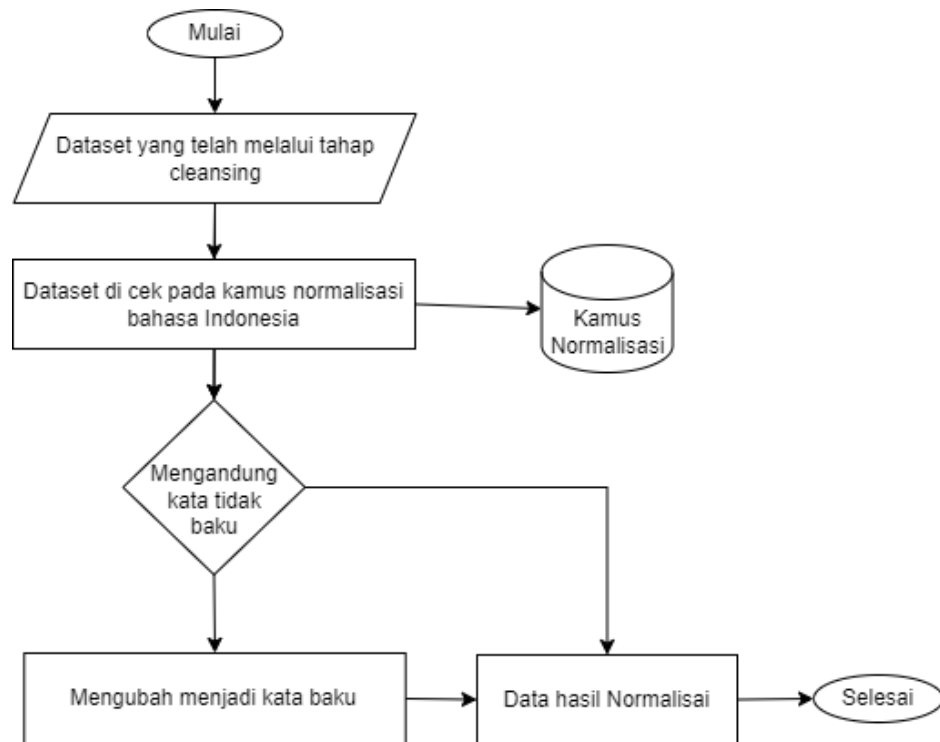 Mulai
Dataset yang telah melalui tahap
cleansing
Dataset di cek pada kamus normalisasi
bahasa Indonesia
Kamus
Normalisasi
Mengandung
kata tidak
baku
Mengubah menjadi kata baku
Data hasil Normalisai
Selesai